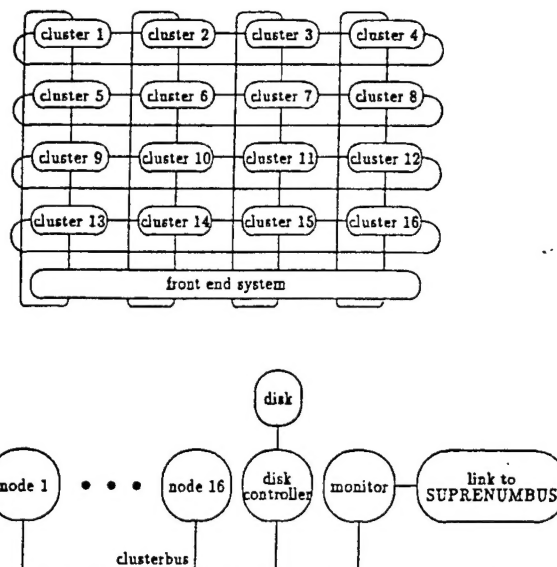 cluster 1 cluster 2 cluster 3 cluster 4
cluster 5 cluster 6 cluster 7 cluster 8
cluster 9 cluster 10 cluster 11 cluster 12
cluster 13 cluster 14 cluster 15 cluster 16
front end system
disk
node 1 • • • node 16 disk controller monitor link to SUPRENUMBUS
clusterbus